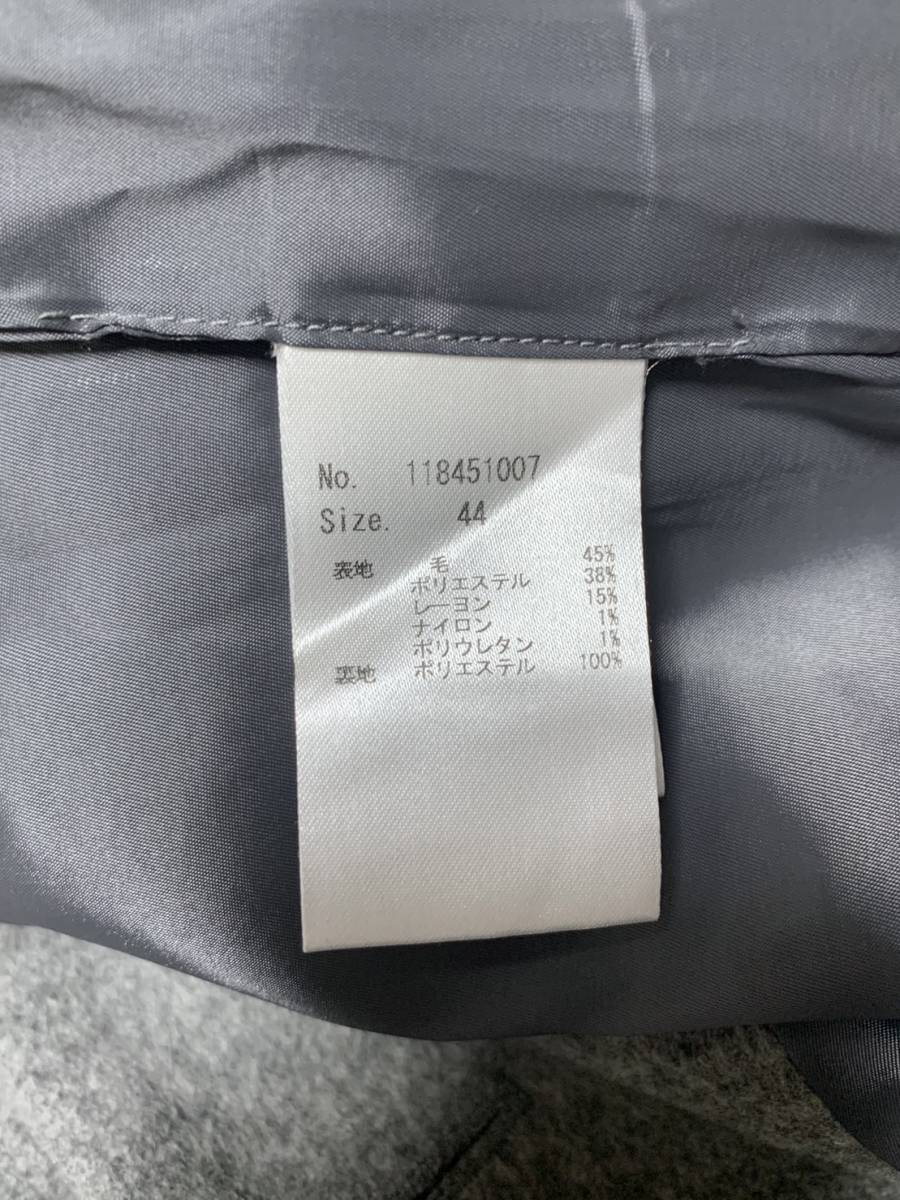 No. 118451007
Size. 44
表地 毛 45%
ポリエステル 38%
レーヨン 15%
ナイロン 1%
ポリウレタン 1%
裏地 ポリエステル 100%